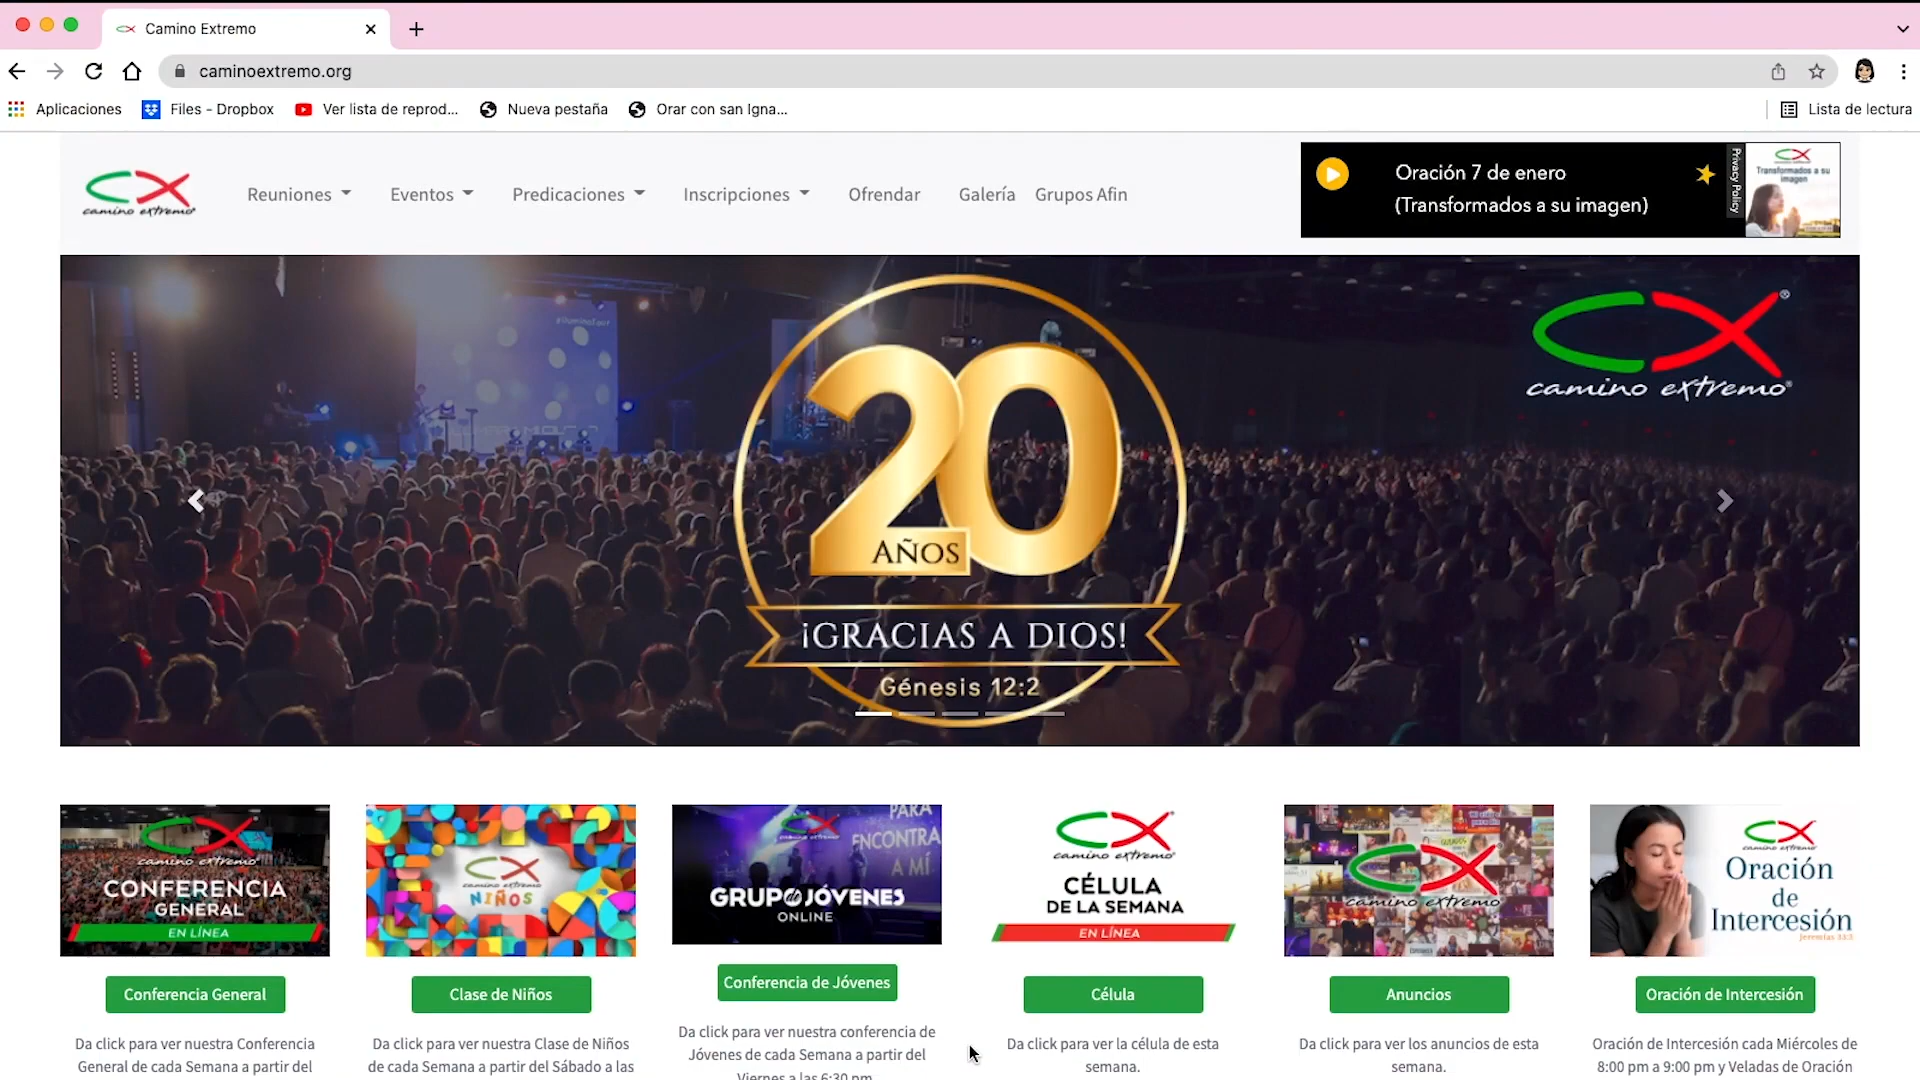 Camino Extremo
caminoextremo.org
Aplicaciones
Files - Dropbox
Ver lista de reprod...
Nueva pestaña
Orar con san Igna...
Lista de lectura
CX
camino extremo®
Reuniones
Eventos
Predicaciones
Inscripciones
Ofrendar
Galería
Grupos Afin
Oración 7 de enero
(Transformados a su imagen)
Privacy Policy
Transformados a su
imagen
CX®
camino extremo®
20
AÑOS
¡GRACIAS A DIOS!
Génesis 12:2
CX
camino extremo
CONFERENCIA
GENERAL
EN LÍNEA
CX
camino extremo
NIÑOS
PARA
ENCONTRA
A MÍ
GRUPO de JÓVENES
ONLINE
CX
camino extremo
CÉLULA
DE LA SEMANA
EN LÍNEA
CX
camino extremo
CX
camino extremo
Oración
de
Intercesión
Jeremías 33:3
Conferencia General
Clase de Niños
Conferencia de Jóvenes
Célula
Anuncios
Oración de Intercesión
Da click para ver nuestra Conferencia
General de cada Semana a partir del
Da click para ver nuestra Clase de Niños
de cada Semana a partir del Sábado a las
Da click para ver nuestra conferencia de
Jóvenes de cada Semana a partir del
Viernes a las 6:30 pm
Da click para ver la célula de esta
semana.
Da click para ver los anuncios de esta
semana.
Oración de Intercesión cada Miércoles de
8:00 pm a 9:00 pm y Veladas de Oración